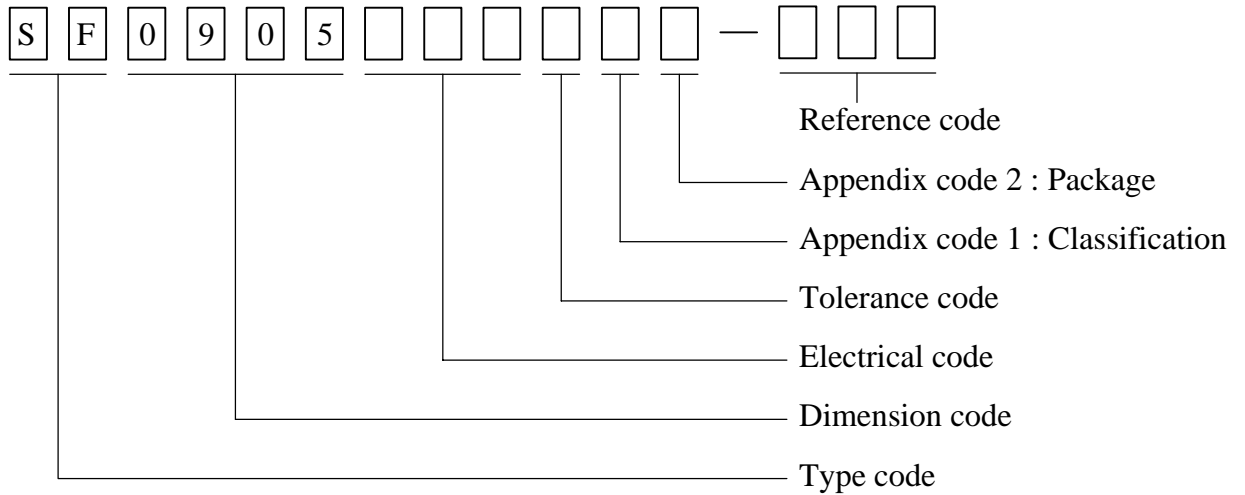 S F 0 9 0 5 —
Reference code
Appendix code 2 : Package
Appendix code 1 : Classification
Tolerance code
Electrical code
Dimension code
Type code